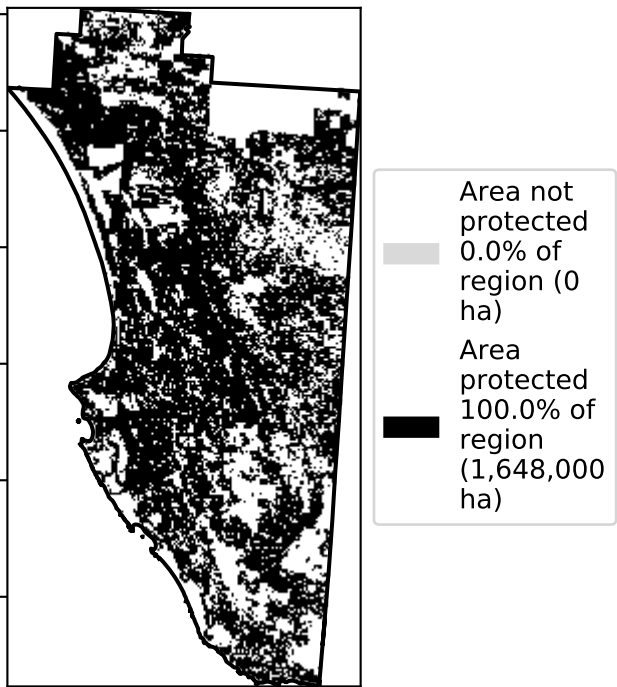 Area not
protected
0.0% of
region (0
ha)
Area
protected
100.0% of
region
(1,648,000
ha)